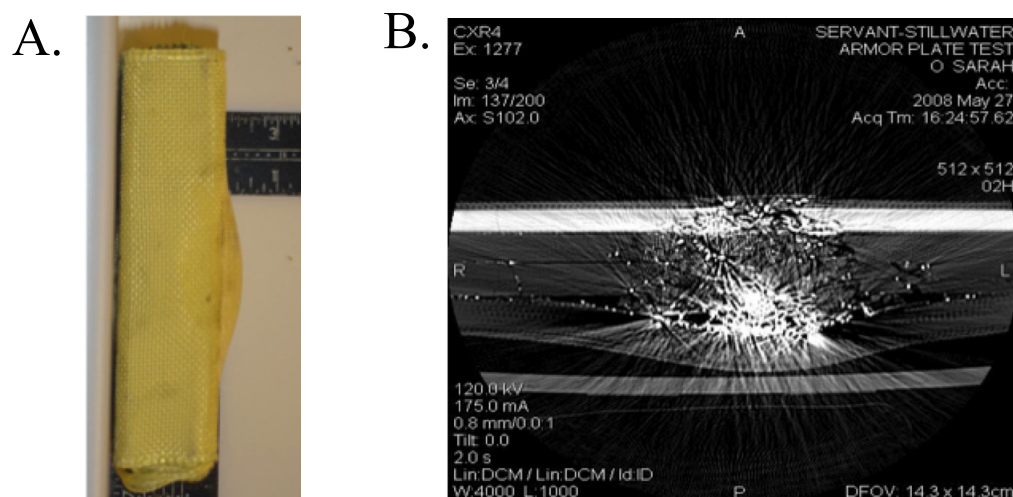 A.
B.
CXR4
Ex: 1277
Se: 3/4
Im: 137/200
Ax: S102.0
SERVANT-STILLWATER
ARMOR PLATE TEST
O SARAH
Acc:
2008 May 27
Acq Tm: 16:24:57.62
512 x 512
02H
A
R
L
120.0 kV
175.0 mA
0.8 mm/0.0:1
Tilt: 0.0
2.0 s
Lin:DCM / Lin:DCM / Id:ID
W:4000 L:1000
P
DFOV: 14.3 x 14.3cm